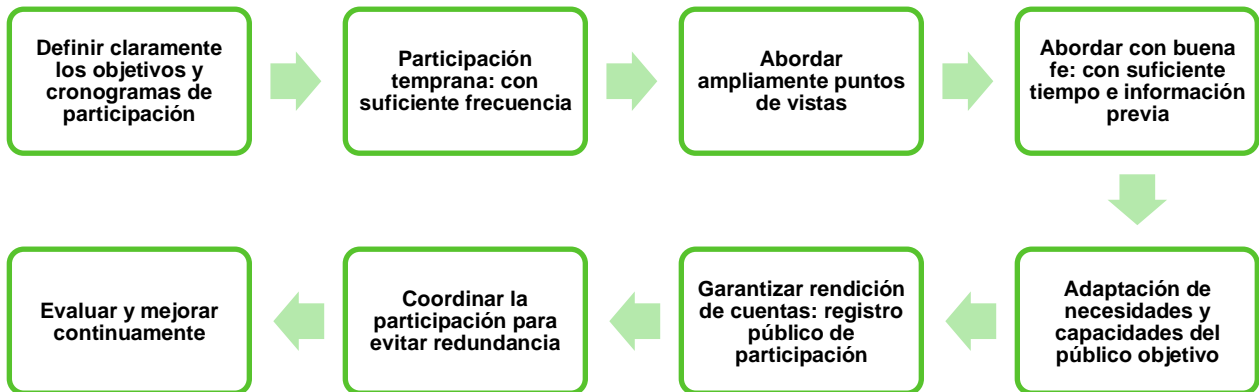 Definir claramente
los objetivos y
cronogramas de
participación
Participación
temprana: con
suficiente frecuencia
Abordar
ampliamente puntos
de vistas
Abordar con buena
fe: con suficiente
tiempo e información
previa
Adaptación de
necesidades y
capacidades del
público objetivo
Garantizar rendición
de cuentas: registro
público de
participación
Coordinar la
participación para
evitar redundancia
Evaluar y mejorar
continuamente